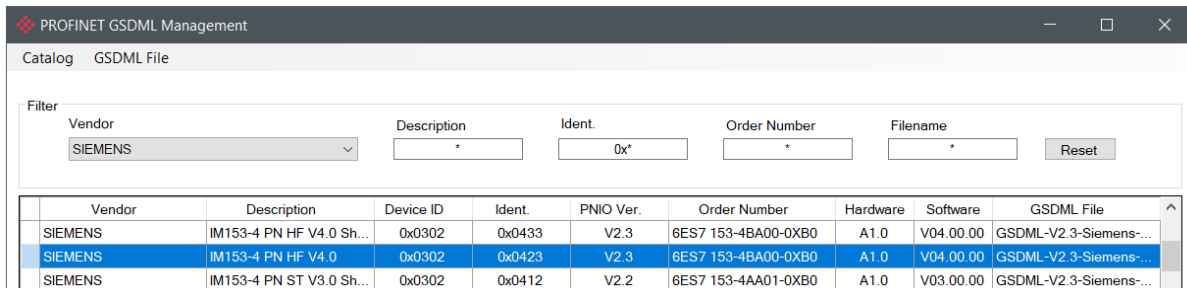 PROFINET GSDML Management
Catalog GSDML File
Filter
Vendor Description Ident. Order Number Filename
SIEMENS * 0x* * * Reset
Vendor Description Device ID Ident. PNIO Ver. Order Number Hardware Software GSDML File
SIEMENS IM153-4 PN HF V4.0 Sh... 0x0302 0x0433 V2.3 6ES7 153-4BA00-0XB0 A1.0 V04.00.00 GSDML-V2.3-Siemens-...
SIEMENS IM153-4 PN HF V4.0 0x0302 0x0423 V2.3 6ES7 153-4BA00-0XB0 A1.0 V04.00.00 GSDML-V2.3-Siemens-...
SIEMENS IM153-4 PN ST V3.0 Sh... 0x0302 0x0412 V2.2 6ES7 153-4AA01-0XB0 A1.0 V03.00.00 GSDML-V2.3-Siemens-...